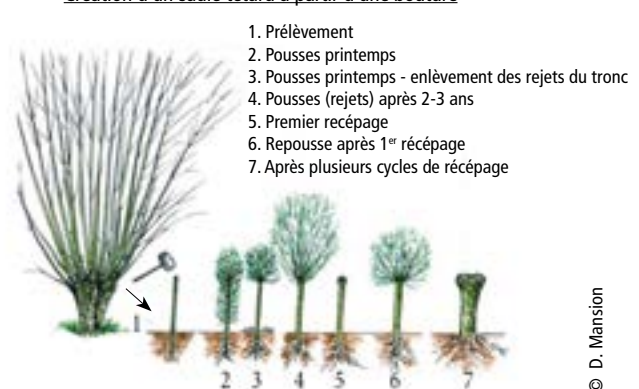 Création d'un saule têtard à partir d'une bouture
1. Prélèvement
2. Pousses printemps
3. Pousses printemps - enlèvement des rejets du tronc
4. Pousses (rejets) après 2-3 ans
5. Premier recépage
6. Repousse après 1er récépage
7. Après plusieurs cycles de récépage
1
2 3 4 5 6 7
© D. Mansion